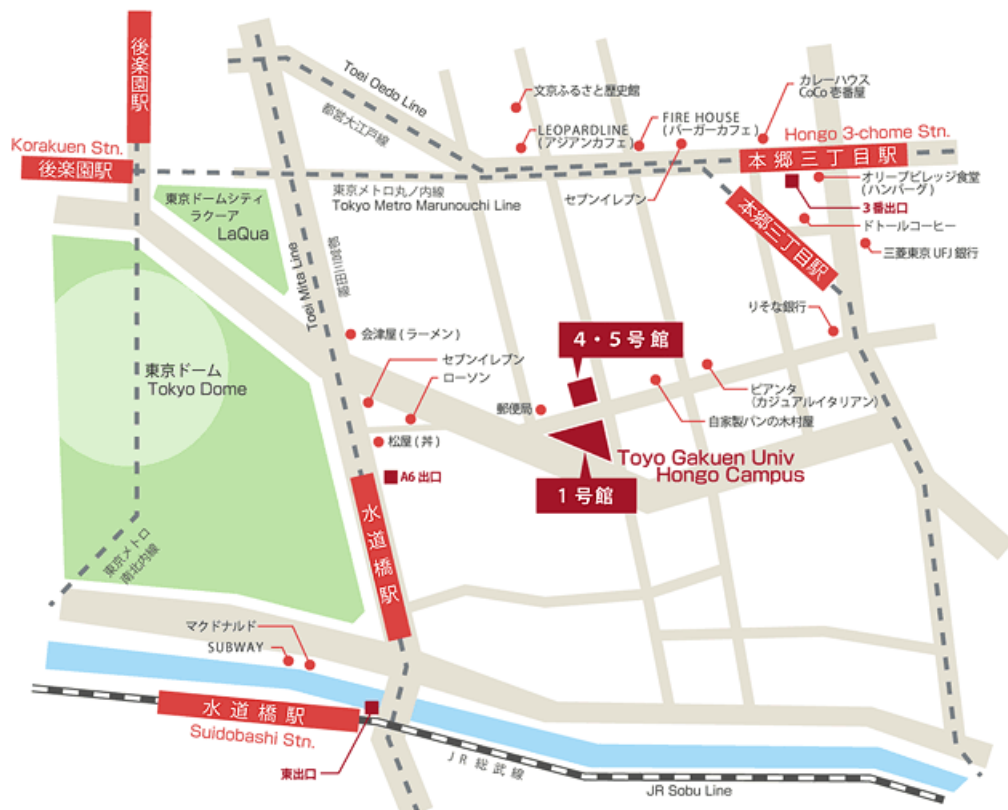 後楽園駅
Korakuen Stn.
後楽園駅
Toei Oedo Line
都営大江戸線
文京ふるさと歴史館
LEOPARDLINE
(アジアンカフェ)
FIRE HOUSE
(バーガーカフェ)
カレーハウス
CoCo壱番屋
Hongo 3-chome Stn.
本郷三丁目駅
セブンイレブン
オリーブビレッジ食堂
(ハンバーグ)
3番出口
ドトールコーヒー
本郷三丁目駅
三菱東京UFJ銀行
東京メトロ丸ノ内線
Tokyo Metro Marunouchi Line
東京ドームシティ
ラクーア
LaQua
Toei Mita Line
都営三田線
りそな銀行
会津屋(ラーメン)
セブンイレブン
ローソン
4・5号館
東京ドーム
Tokyo Dome
郵便局
ピアンタ
(カジュアルイタリアン)
自家製パンの木村屋
松屋(丼)
Toyo Gakuen Univ
Hongo Campus
A6出口
1号館
水道橋駅
東京メトロ
南北内線
マクドナルド
SUBWAY
水道橋駅
Suidobashi Stn.
東出口
JR総武線
JR Sobu Line